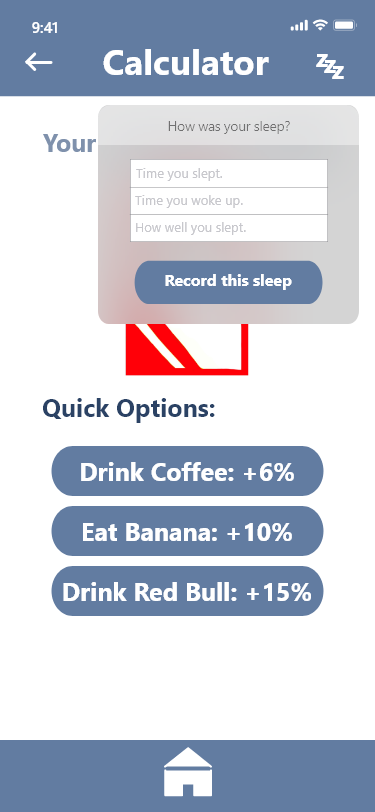 9:41
Calculator
zzz
Your
How was your sleep?
Time you slept.
Time you woke up.
How well you slept.
Record this sleep
Quick Options:
Drink Coffee: +6%
Eat Banana: +10%
Drink Red Bull: +15%